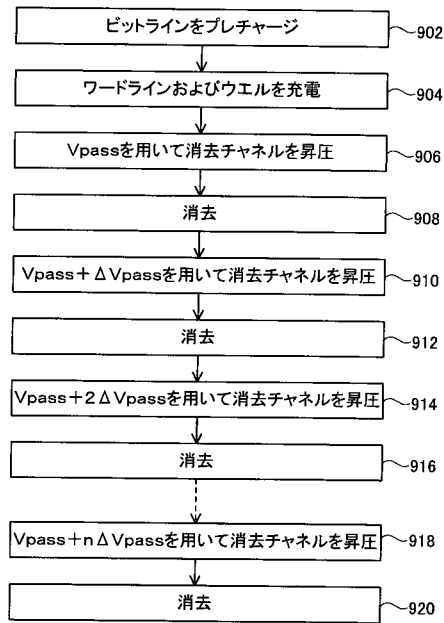 ビットラインをプレチャージ
902
ワードラインおよびウエルを充電
904
Vpassを用いて消去チャネルを昇圧
906
消去
908
Vpass+ΔVpassを用いて消去チャネルを昇圧
910
消去
912
Vpass+2ΔVpassを用いて消去チャネルを昇圧
914
消去
916
Vpass+nΔVpassを用いて消去チャネルを昇圧
918
消去
920